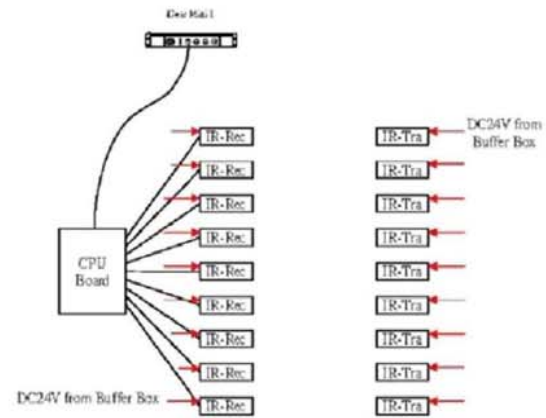 IR-Rec IR-Tra DC24V from
Buffer Box
IR-Rec IR-Tra
IR-Rec IR-Tra
IR-Rec IR-Tra
CPU
Board
IR-Rec IR-Tra
IR-Rec IR-Tra
IR-Rec IR-Tra
IR-Rec IR-Tra
DC24V from Buffer Box IR-Rec IR-Tra